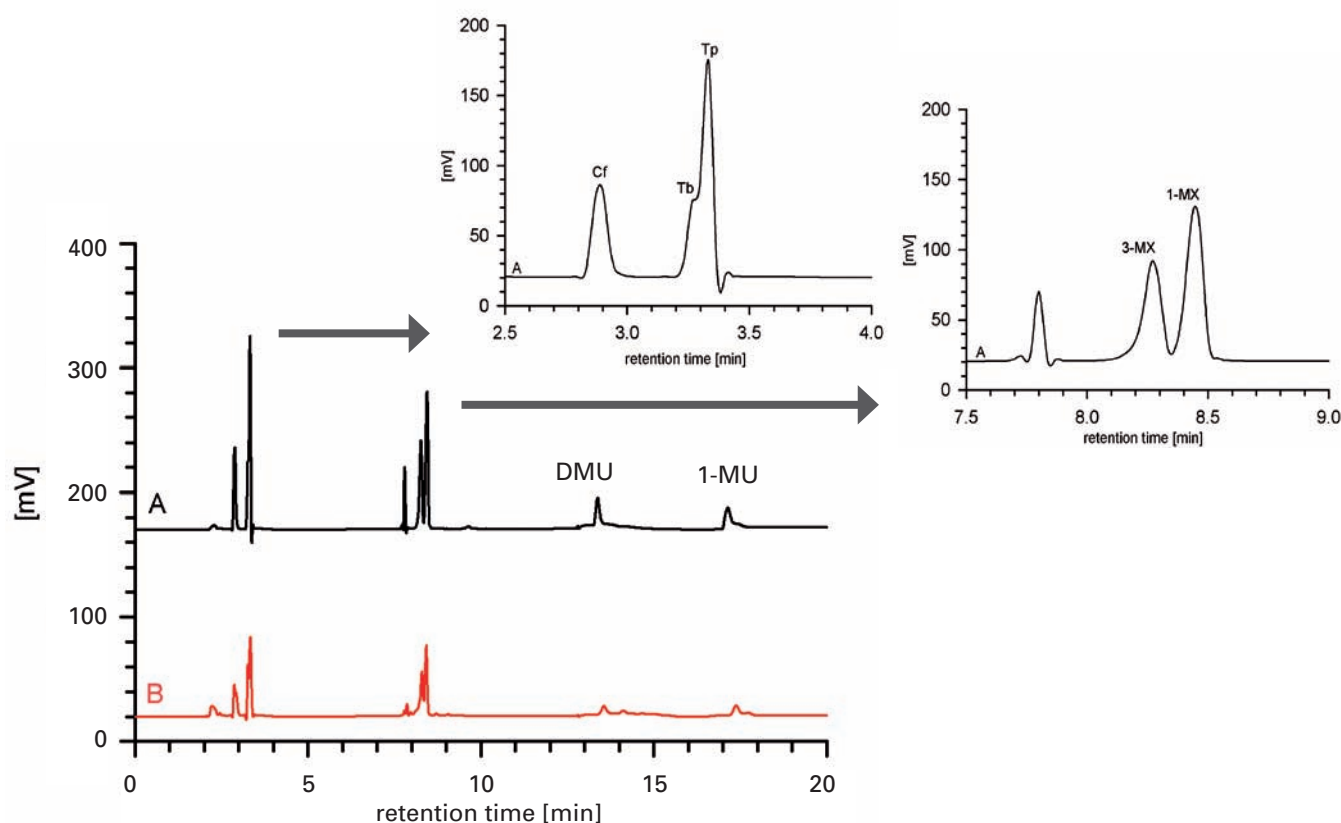 200
150
100
50
0
[mV]
Cf
Tb
Tp
A
2.5 3.0 3.5 4.0
retention time [min]
200
150
100
50
0
[mV]
3-MX
1-MX
A
7.5 8.0 8.5 9.0
retention time [min]
400
300
200
100
0
[mV]
A
DMU 1-MU
B
0 5 10 15 20
retention time [min]